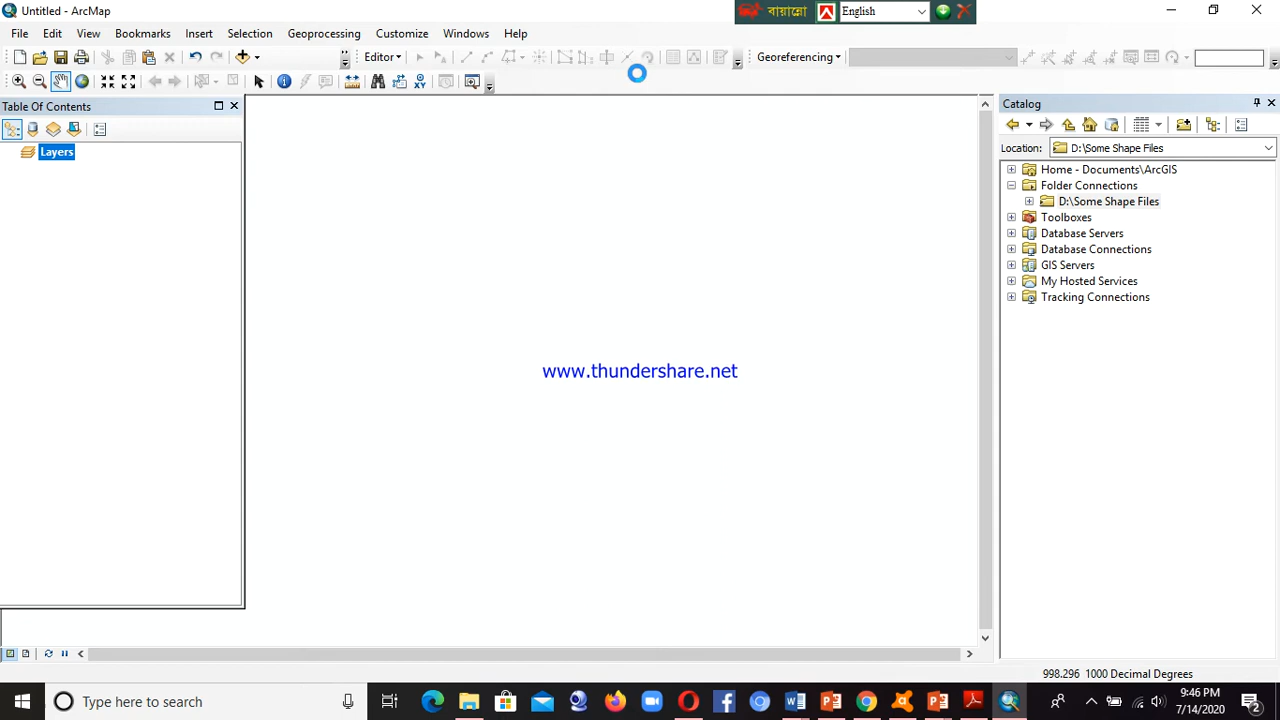 Untitled - ArcMap
বায়ান্নো
English
File Edit View Bookmarks Insert Selection Geoprocessing Customize Windows Help
Editor
Georeferencing
Table Of Contents
Layers
www.thundershare.net
Catalog
Location: D:\Some Shape Files
Home - Documents\ArcGIS
Folder Connections
D:\Some Shape Files
Toolboxes
Database Servers
Database Connections
GIS Servers
My Hosted Services
Tracking Connections
998.296 1000 Decimal Degrees
Type here to search
9:46 PM
7/14/2020
2